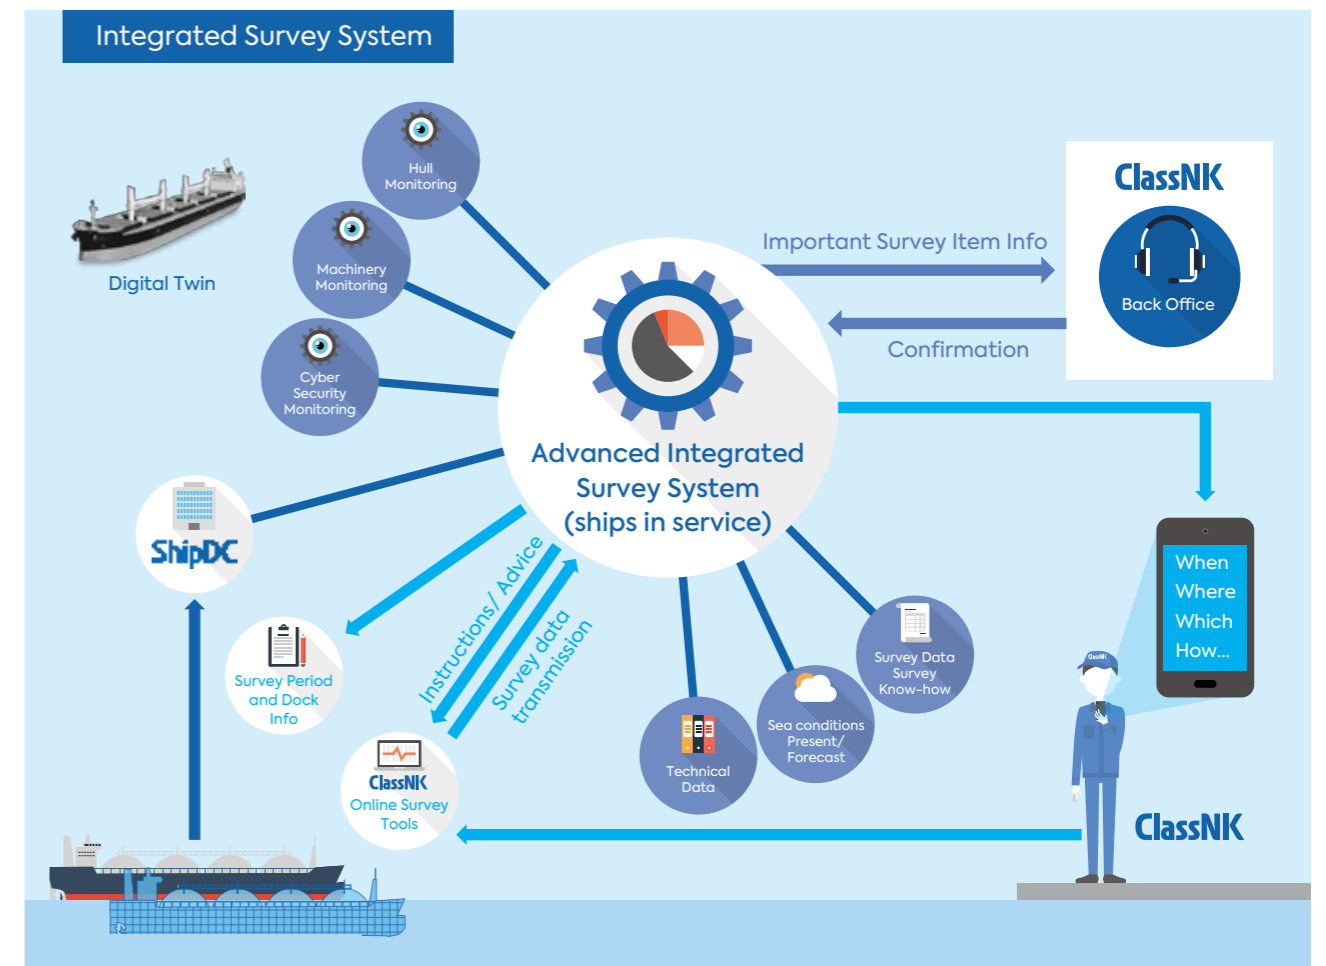 Integrated Survey System
Hull
Monitoring
Machinery
Monitoring
Cyber
Security
Monitoring
Digital Twin
ClassNK
Back Office
Important Survey Item Info
Confirmation
Advanced Integrated
Survey System
(ships in service)
ShipDC
Survey Period
and Dock
Info
Instructions/ Advice
Survey data
transmission
ClassNK
Online Survey
Tools
Technical
Data
Sea conditions
Present/
Forecast
Survey Data
Survey
Know-how
When
Where
Which
How...
ClassNK
ClassNK